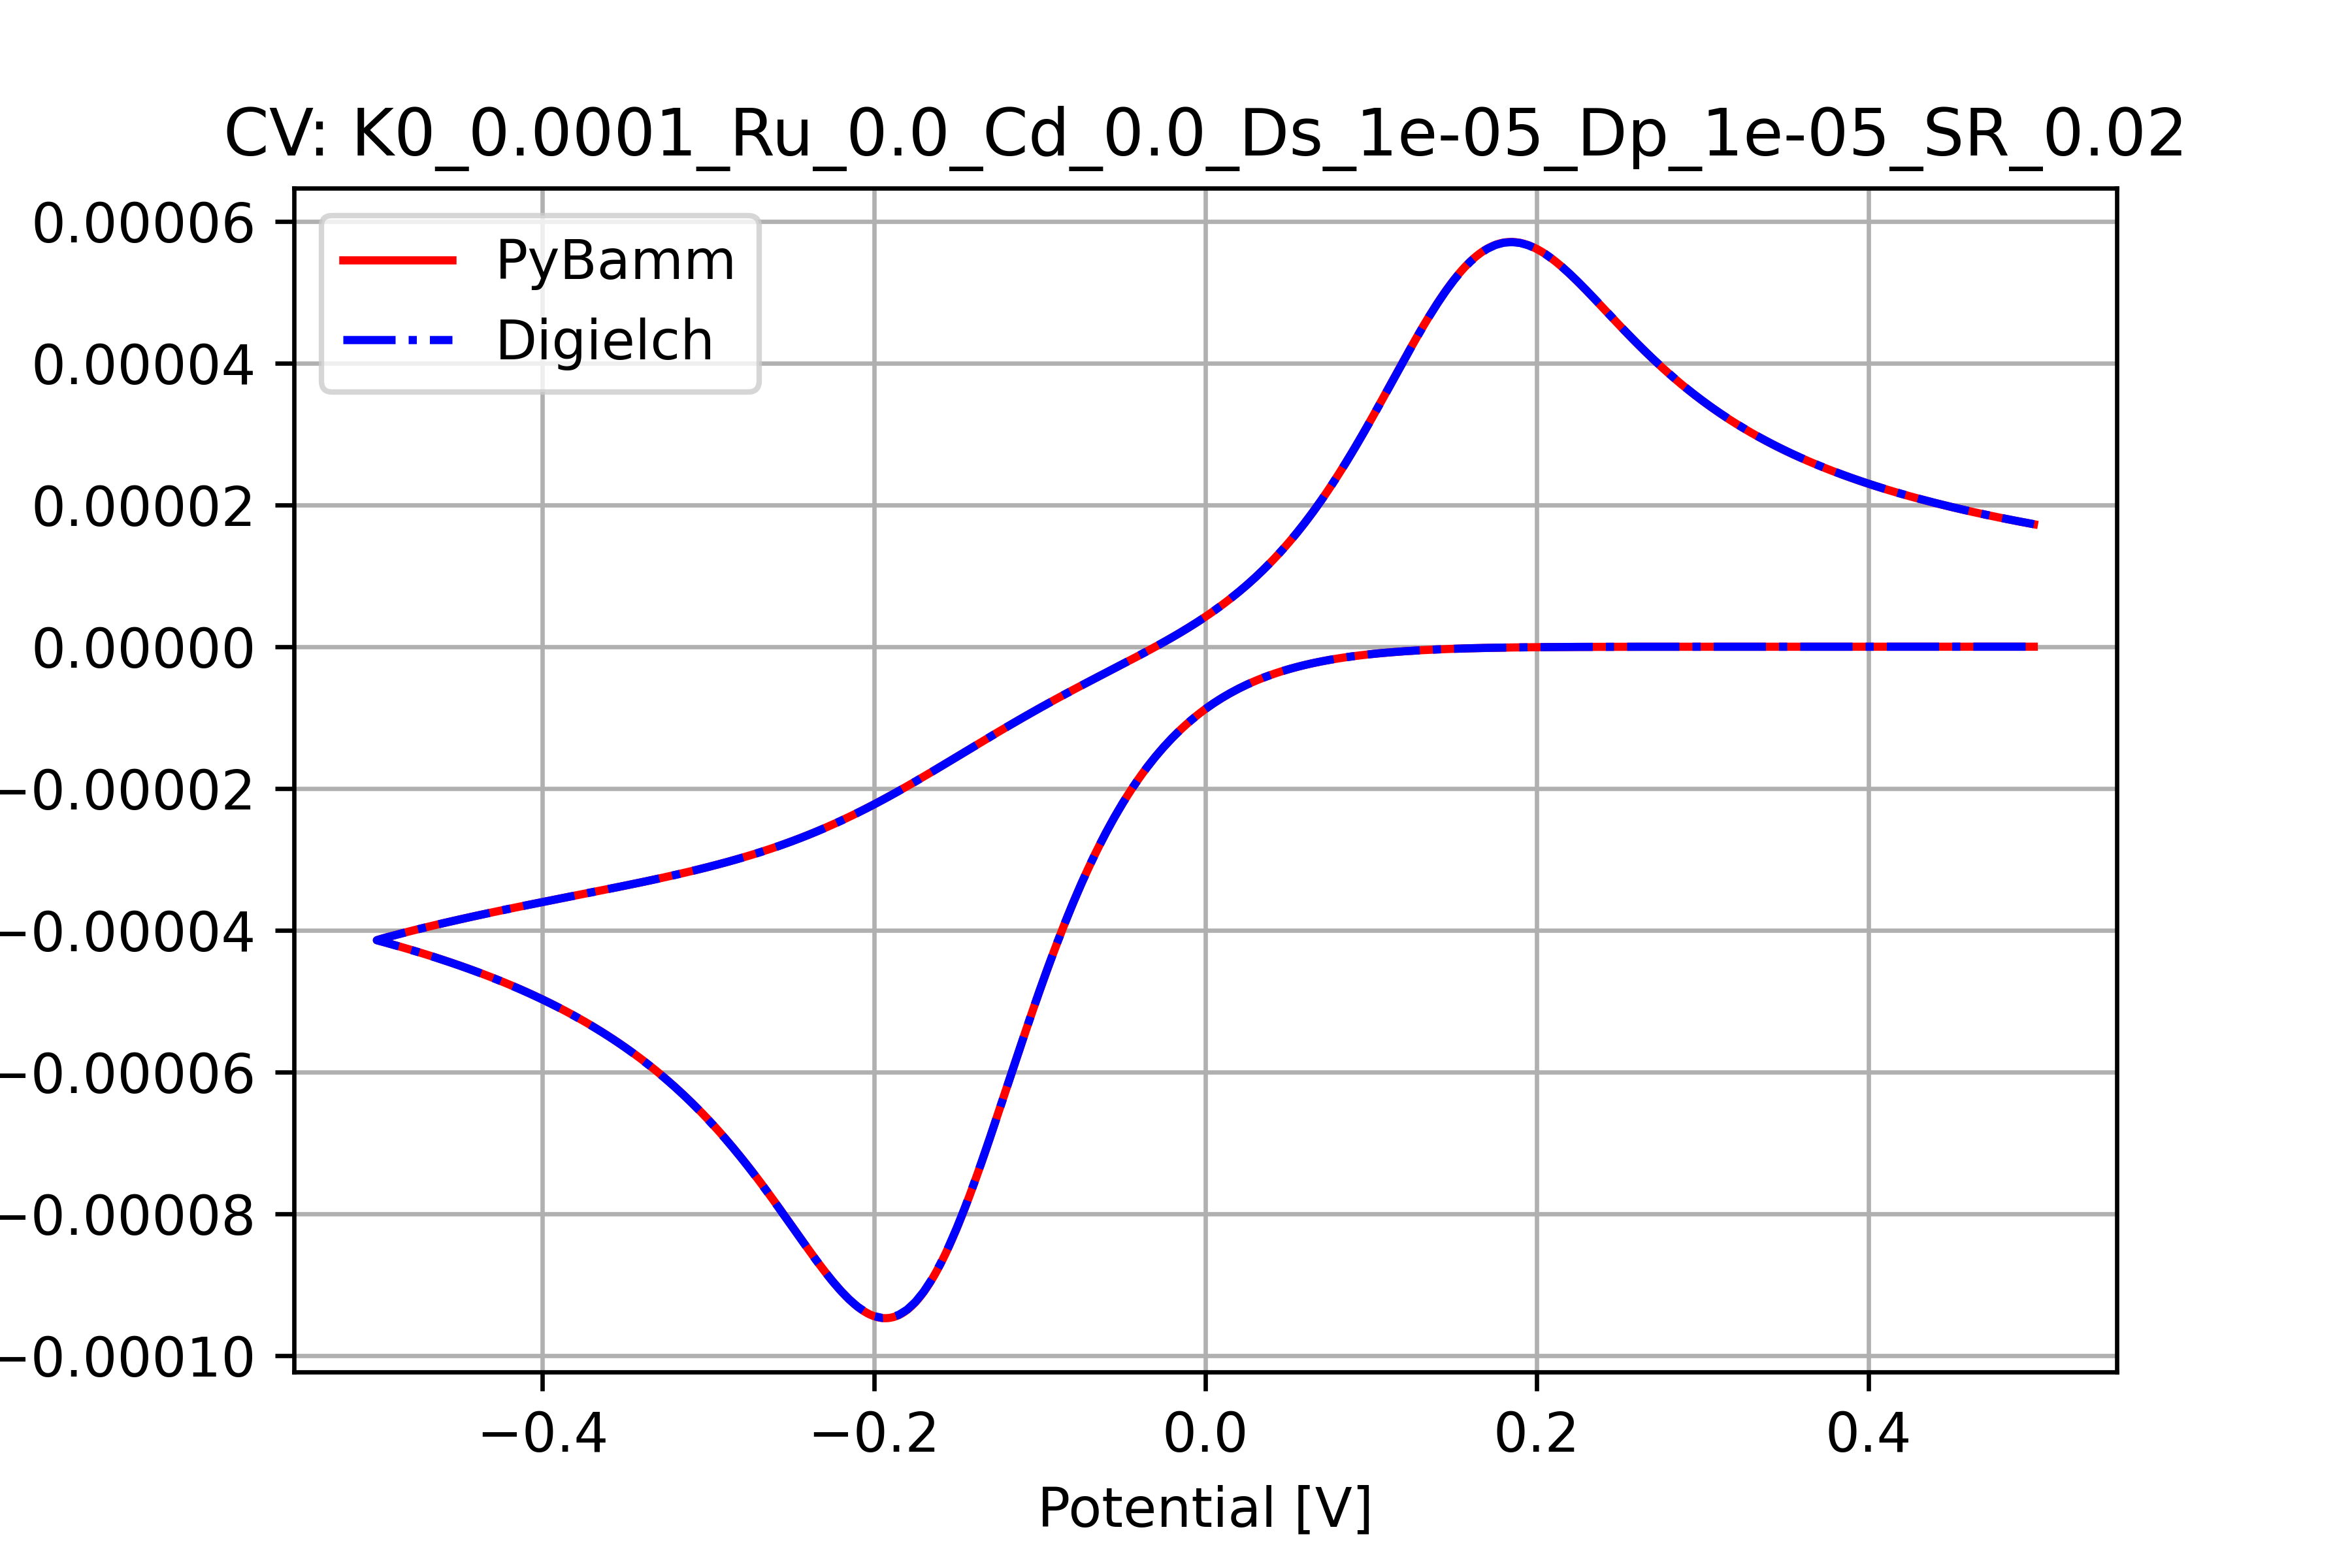 CV: K0_0.0001_Ru_0.0_Cd_0.0_Ds_1e-05_Dp_1e-05_SR_0.02
PyBamm
Digielch
0.00006
0.00004
0.00002
0.00000
−0.00002
−0.00004
−0.00006
−0.00008
−0.00010
−0.4 −0.2 0.0 0.2 0.4
Potential [V]